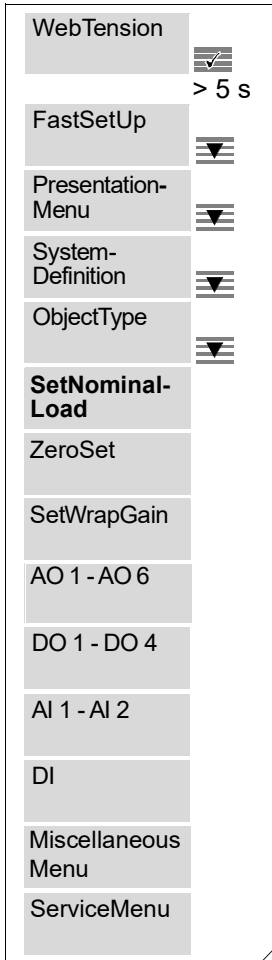 WebTension
> 5 s
FastSetUp
Presentation-
Menu
System-
Definition
ObjectType
SetNominal-
Load
ZeroSet
SetWrapGain
AO 1 - AO 6
DO 1 - DO 4
AI 1 - AI 2
DI
Miscellaneous
Menu
ServiceMenu